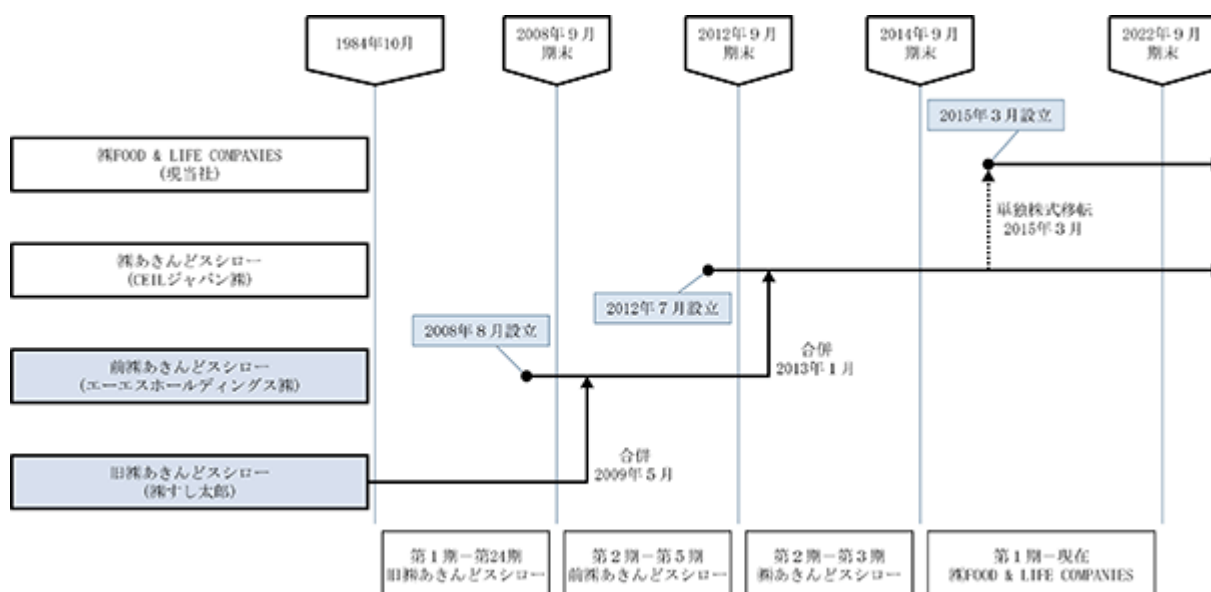 1984年10月
2008年9月
期末
2012年9月
期末
2014年9月
期末
2022年9月
期末
2015年3月設立
㈱FOOD & LIFE COMPANIES
(現当社)
単独株式移転
2015年3月
㈱あきんどスシロー
(CEILジャパン㈱)
2012年7月設立
2008年8月設立
合併
2013年1月
前㈱あきんどスシロー
(エーエスホールディングス㈱)
合併
2009年5月
旧㈱あきんどスシロー
(㈱すし太郎)
第1期－第24期
旧㈱あきんどスシロー
第2期－第5期
前㈱あきんどスシロー
第2期－第3期
㈱あきんどスシロー
第1期－現在
㈱FOOD & LIFE COMPANIES